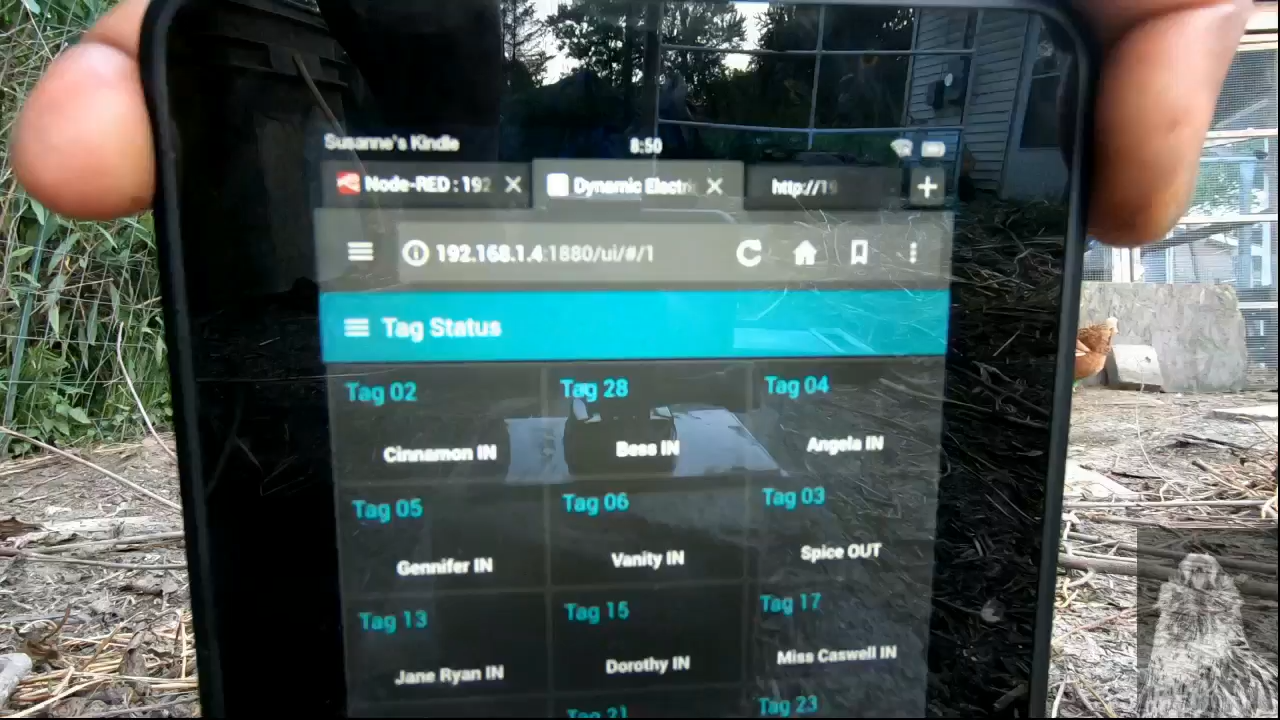 Susanne's Kindle 8:50
Node-RED : 192 Dynamic Electri http://19
192.168.1.4:1880/ui/#/1
Tag Status
Tag 02 Tag 28 Tag 04
Cinnamon IN Bess IN Angela IN
Tag 05 Tag 06 Tag 03
Gennifer IN Vanity IN Spice OUT
Tag 13 Tag 15 Tag 17
Jane Ryan IN Dorothy IN Miss Caswell IN
Tag 21 Tag 23